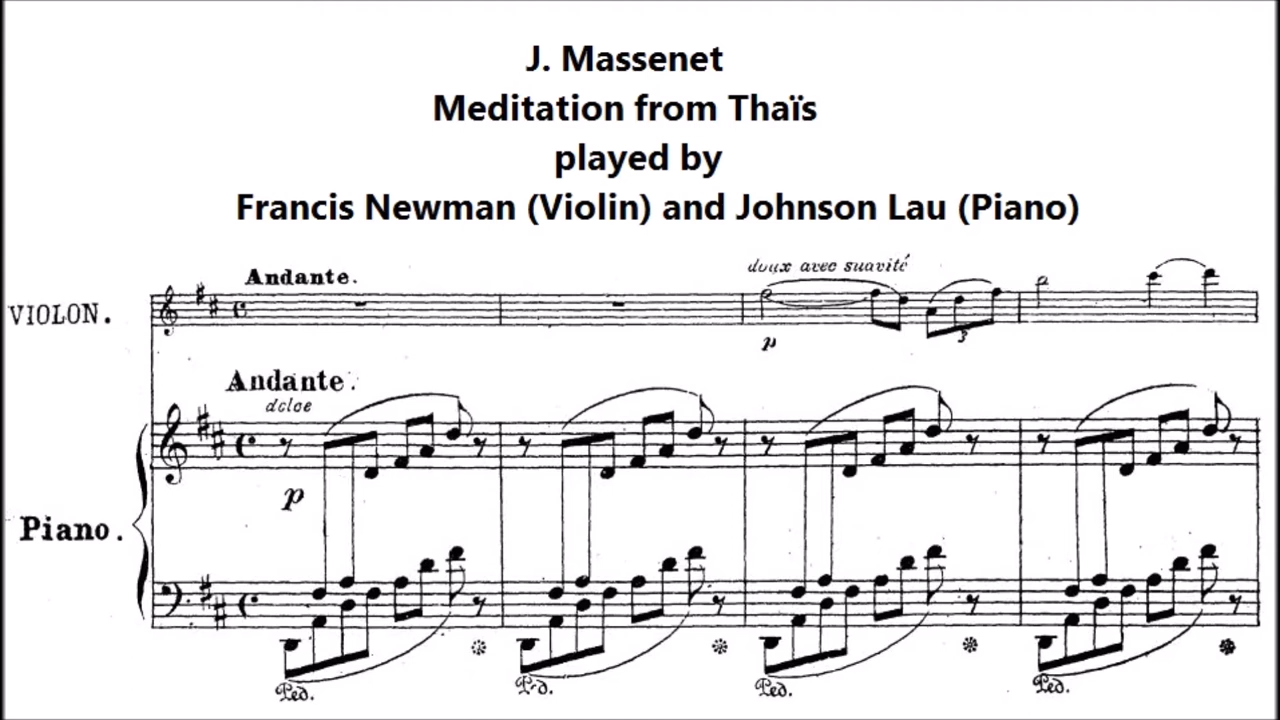 J. Massenet
Meditation from Thaïs
played by
Francis Newman (Violin) and Johnson Lau (Piano)
doux avec suavité
Andante.
VIOLON.
p
3
Andante.
dolce
p
Piano.
Ped. Ped. Ped. Ped.